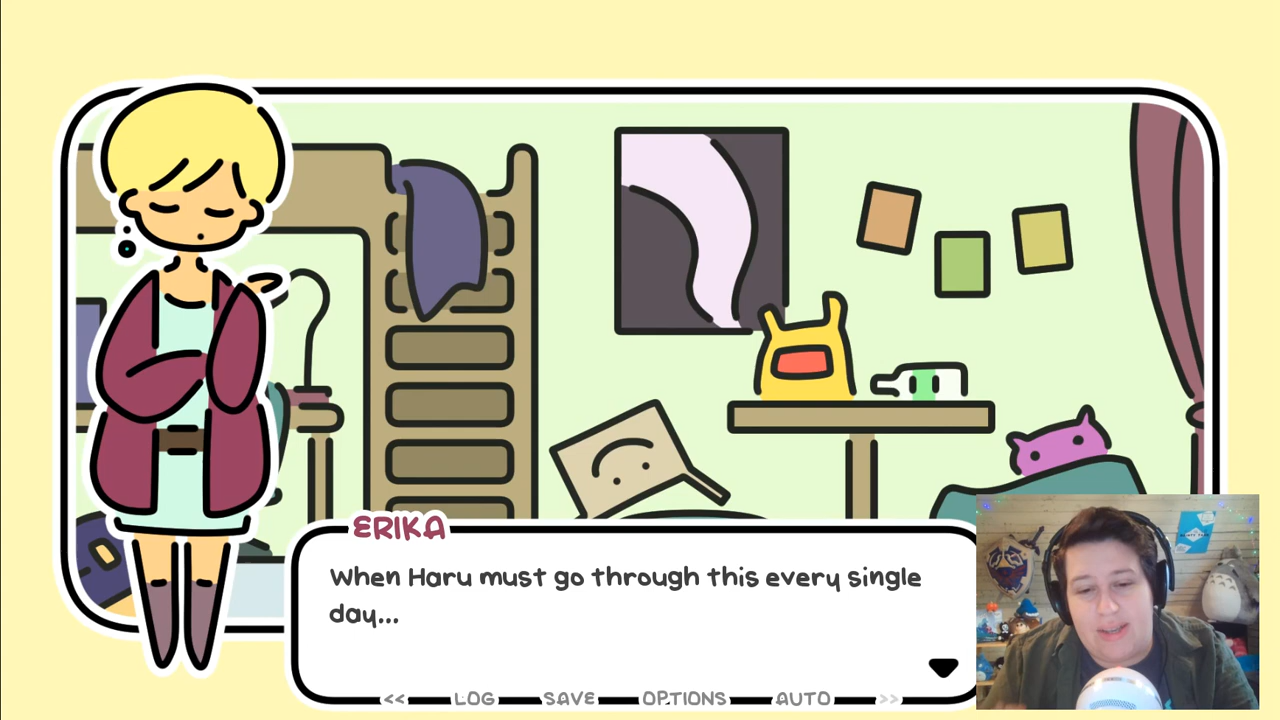 ERIKA
When Haru must go through this every single
day...
<< LOG SAVE OPTIONS AUTO >>